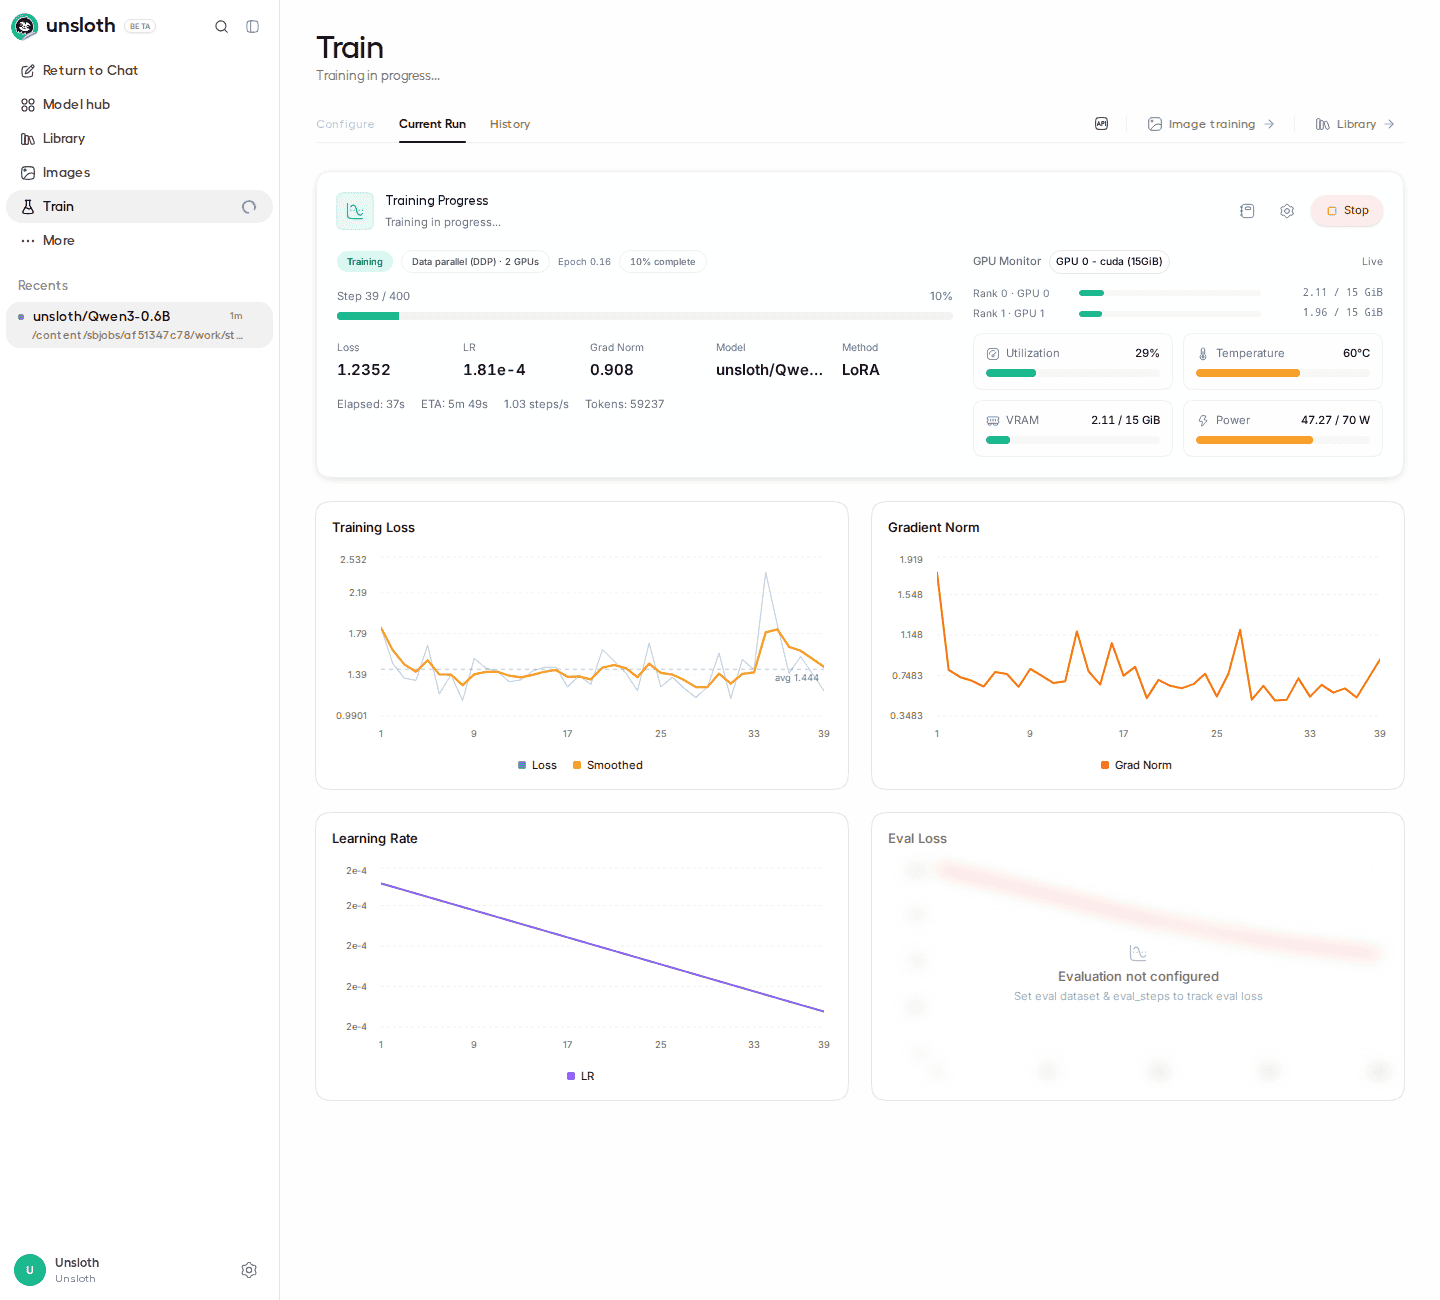 unsloth BETA
Return to Chat
Model hub
Library
Images
Train
More
Recents
unsloth/Qwen3-0.6B 1m
/content/sbjobs/af51347c78/work/st...
Unsloth
Unsloth
U
Train
Training in progress...
Configure Current Run History
API Image training Library
Training Progress
Training in progress...
Stop
Training Data parallel (DDP) · 2 GPUs Epoch 0.16 10% complete
Step 39 / 400 10%
Loss LR Grad Norm Model Method
1.2352 1.81e-4 0.908 unsloth/Qwe... LoRA
Elapsed: 37s ETA: 5m 49s 1.03 steps/s Tokens: 59237
GPU Monitor GPU 0 - cuda (15GiB) Live
Rank 0 · GPU 0 2.11 / 15 GiB
Rank 1 · GPU 1 1.96 / 15 GiB
Utilization 29% Temperature 60°C
VRAM 2.11 / 15 GiB Power 47.27 / 70 W
Training Loss
2.532
2.19
1.79
1.39
0.9901
avg 1.444
1 9 17 25 33 39
Loss Smoothed
Gradient Norm
1.919
1.548
1.148
0.7483
0.3483
1 9 17 25 33 39
Grad Norm
Learning Rate
2e-4
2e-4
2e-4
2e-4
2e-4
1 9 17 25 33 39
LR
Eval Loss
Evaluation not configured
Set eval dataset & eval_steps to track eval loss